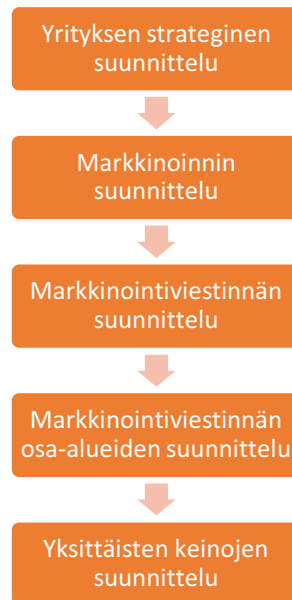 Yrityksen strateginen
suunnittelu
Markkinoinnin
suunnittelu
Markkinointiviestinnän
suunnittelu
Markkinointiviestinnän
osa-alueiden suunnittelu
Yksittäisten keinojen
suunnittelu